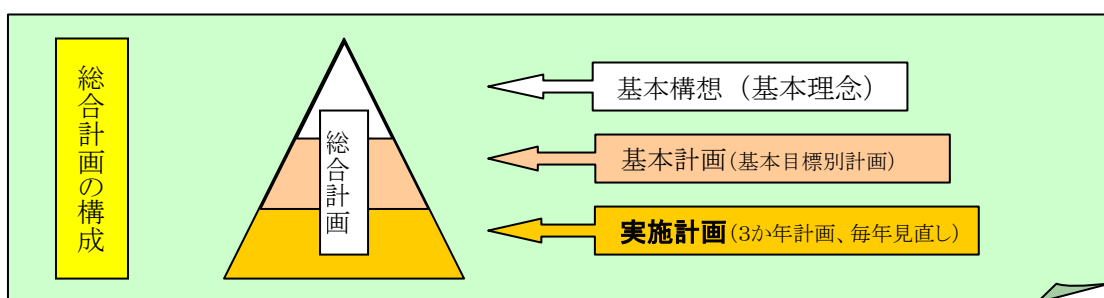 総合計画の構成
総合計画
基本構想（基本理念）
基本計画（基本目標別計画）
実施計画（３か年計画、毎年見直し）